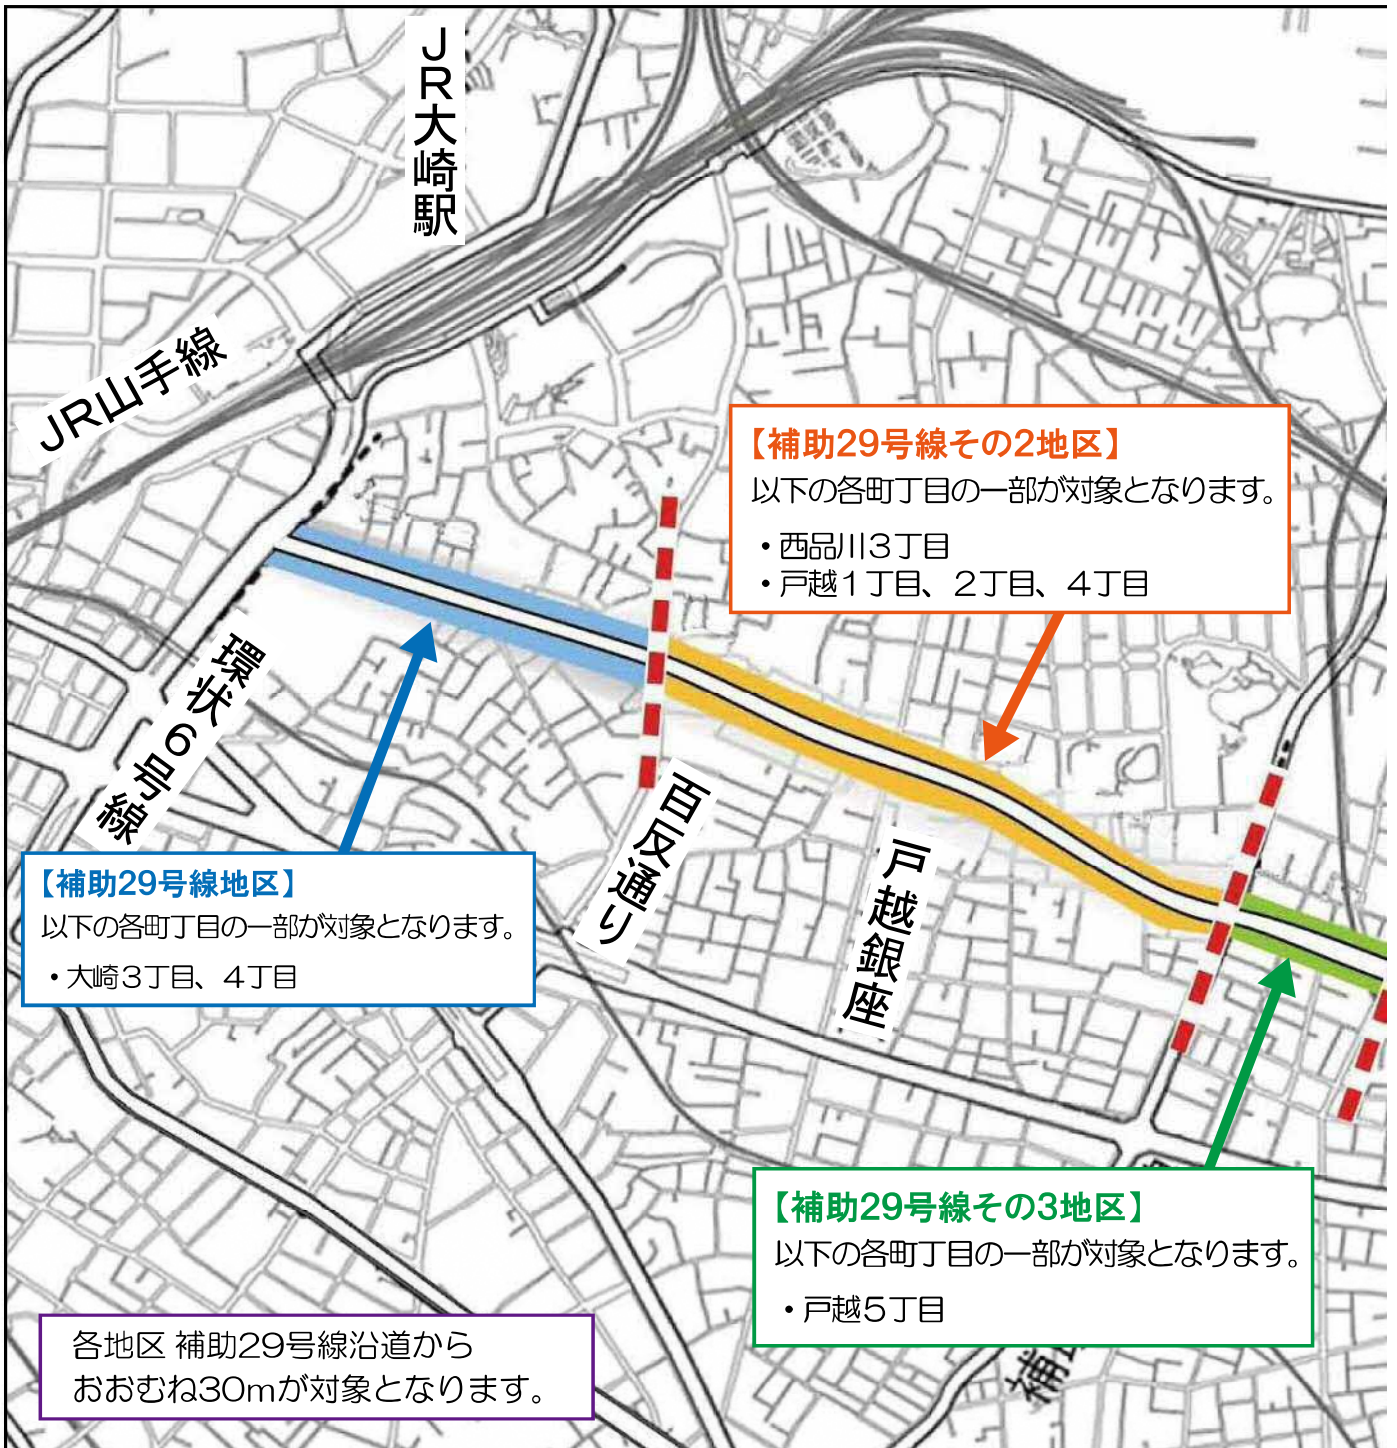 JR大崎駅
JR山手線
【補助29号線その2地区】
以下の各町丁目の一部が対象となります。
・西品川3丁目
・戸越1丁目、2丁目、4丁目
環状6号線
百反通り
戸越銀座
【補助29号線地区】
以下の各町丁目の一部が対象となります。
・大崎3丁目、4丁目
【補助29号線その3地区】
以下の各町丁目の一部が対象となります。
・戸越5丁目
各地区 補助29号線沿道から
おおむね30mが対象となります。
補